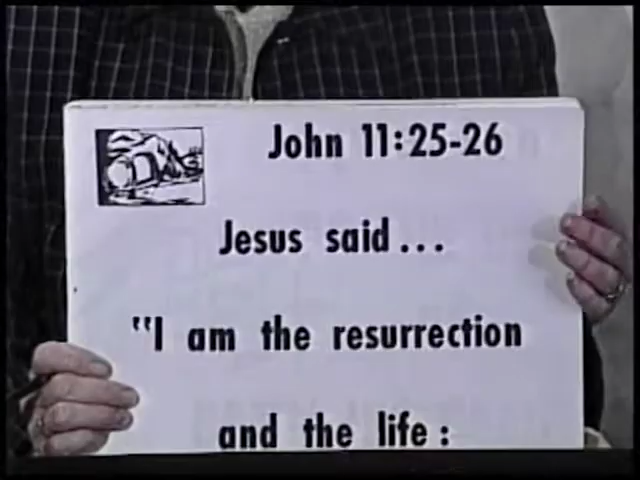 John 11:25-26
Jesus said...
"I am the resurrection
and the life: